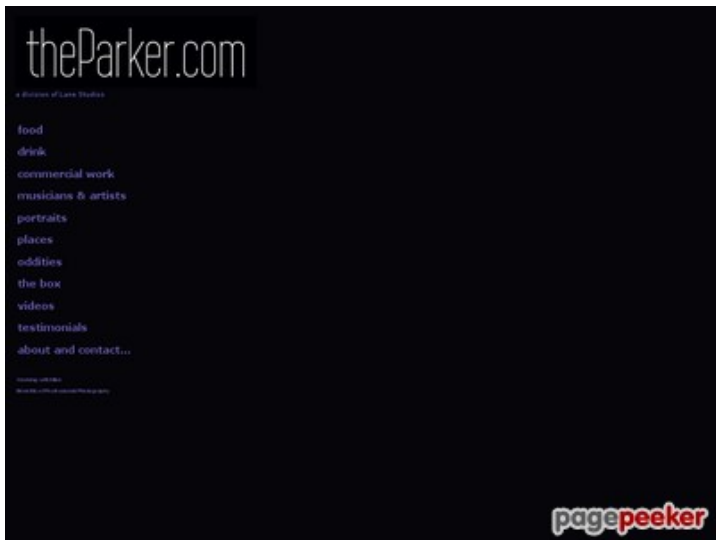 theParker.com
a division of Lane Studios
food
drink
commercial work
musicians & artists
portraits
places
oddities
the box
videos
testimonials
about and contact...
pagepeeker